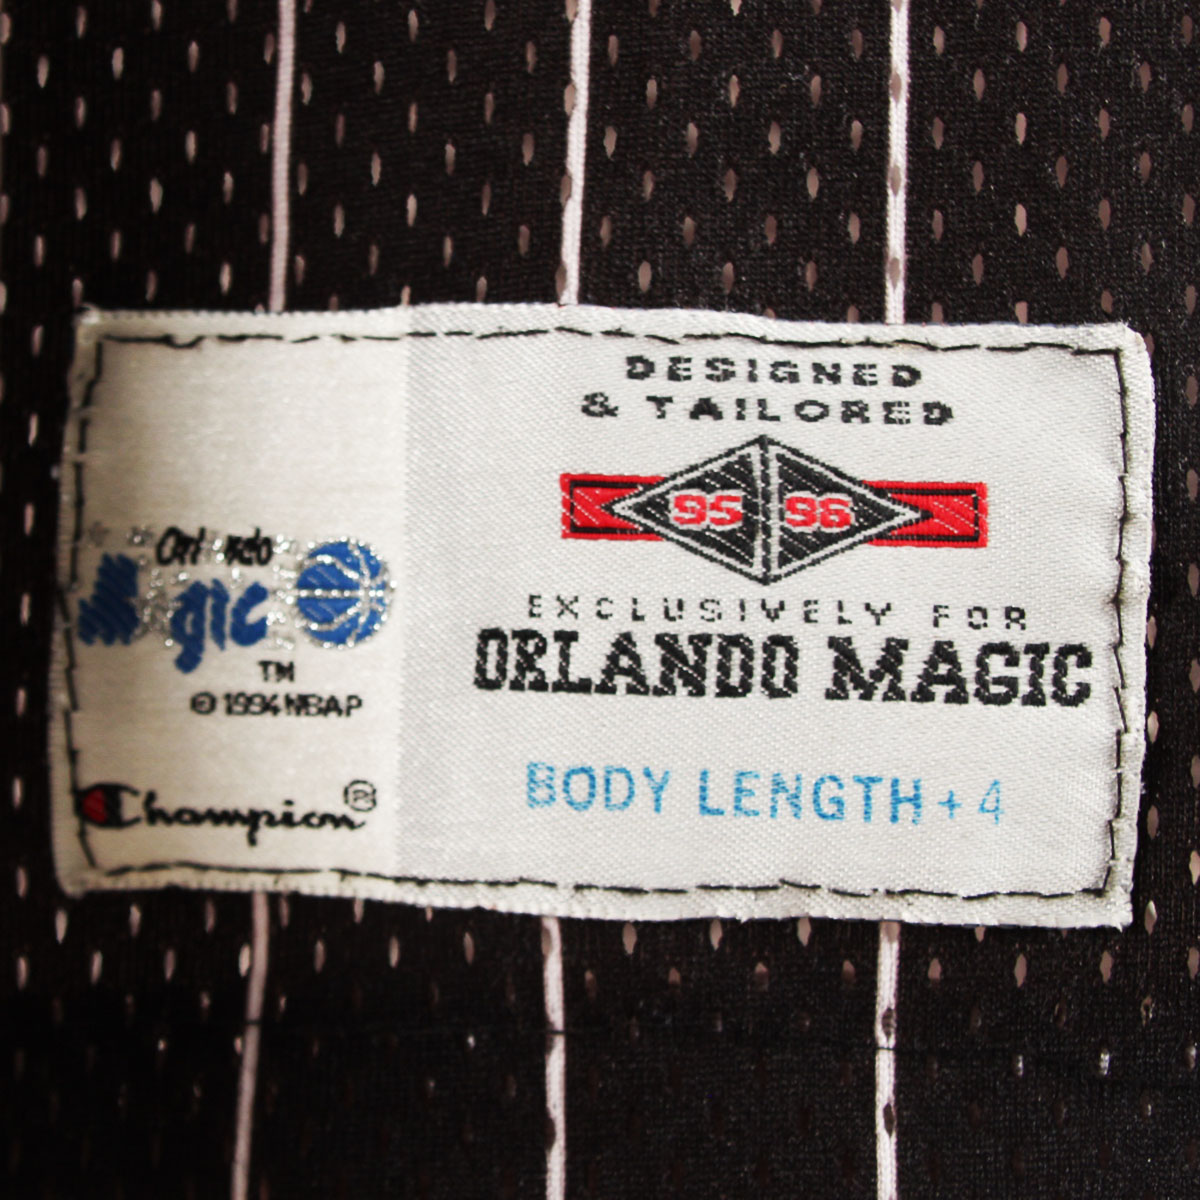 Orlando
Magic
TM
© 1994 NBAP
Champion®
DESIGNED
& TAILORED
95 96
EXCLUSIVELY FOR
ORLANDO MAGIC
BODY LENGTH + 4